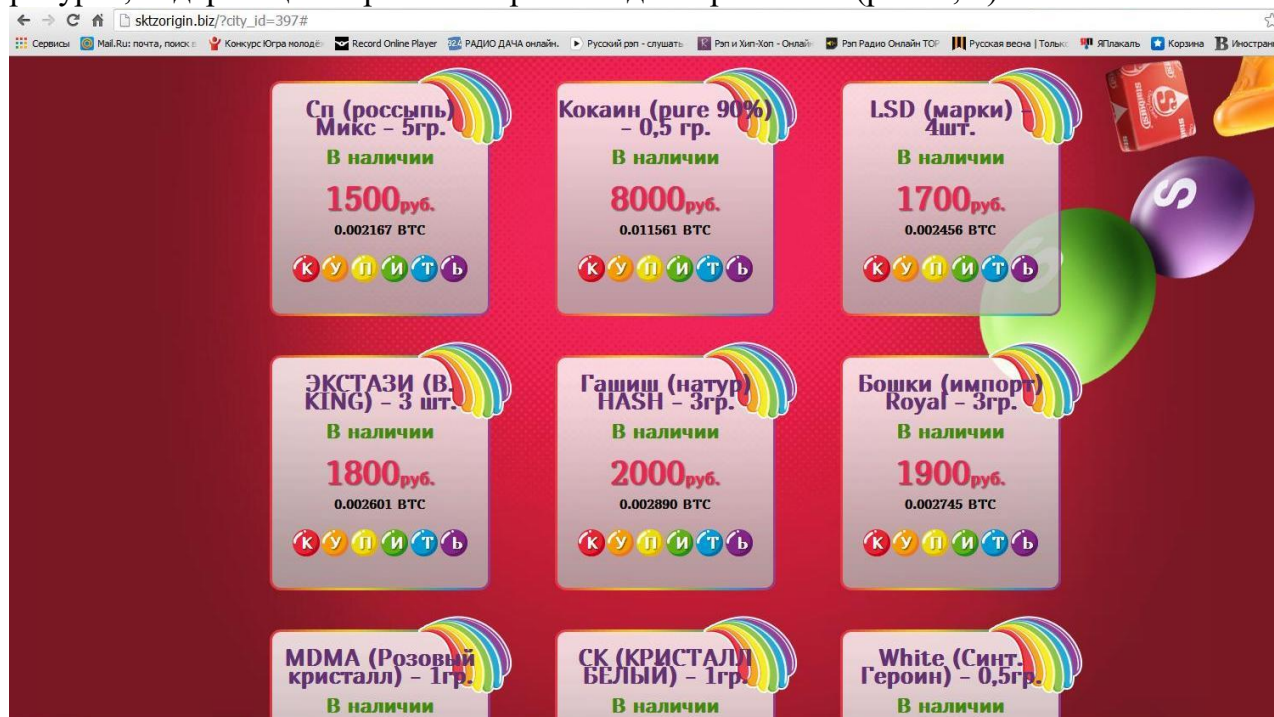 sktzorigin.biz/?city_id=397#
Сервисы Mail.Ru: почта, поиск в Конкурс Югра молодё Record Online Player РАДИО ДАЧА онлайн. Русский рэп - слушать Рэп и Хип-Хоп - Онлай Рэп Радио Онлайн TOP Русская весна | Только ЯПлакалъ Корзина Иностран
Сп (россыпь)
Микс - 5гр.
В наличии
1500руб.
0.002167 BTC
КУПИТЬ
Кокаин (pure 90%)
- 0,5 гр.
В наличии
8000руб.
0.011561 BTC
КУПИТЬ
LSD (марки) -
4шт.
В наличии
1700руб.
0.002456 BTC
КУПИТЬ
S
S
ЭКСТАЗИ (B.
KING) - 3 шт.
В наличии
1800руб.
0.002601 BTC
КУПИТЬ
Гашиш (натур)
HASH - 3гр.
В наличии
2000руб.
0.002890 BTC
КУПИТЬ
Бошки (импорт)
Royal - 3гр.
В наличии
1900руб.
0.002745 BTC
КУПИТЬ
MDMA (Розовый
кристалл) - 1гр.
В наличии
СК (КРИСТАЛЛ
БЕЛЫЙ) - 1гр.
В наличии
White (Синт.
Героин) - 0,5гр.
В наличии